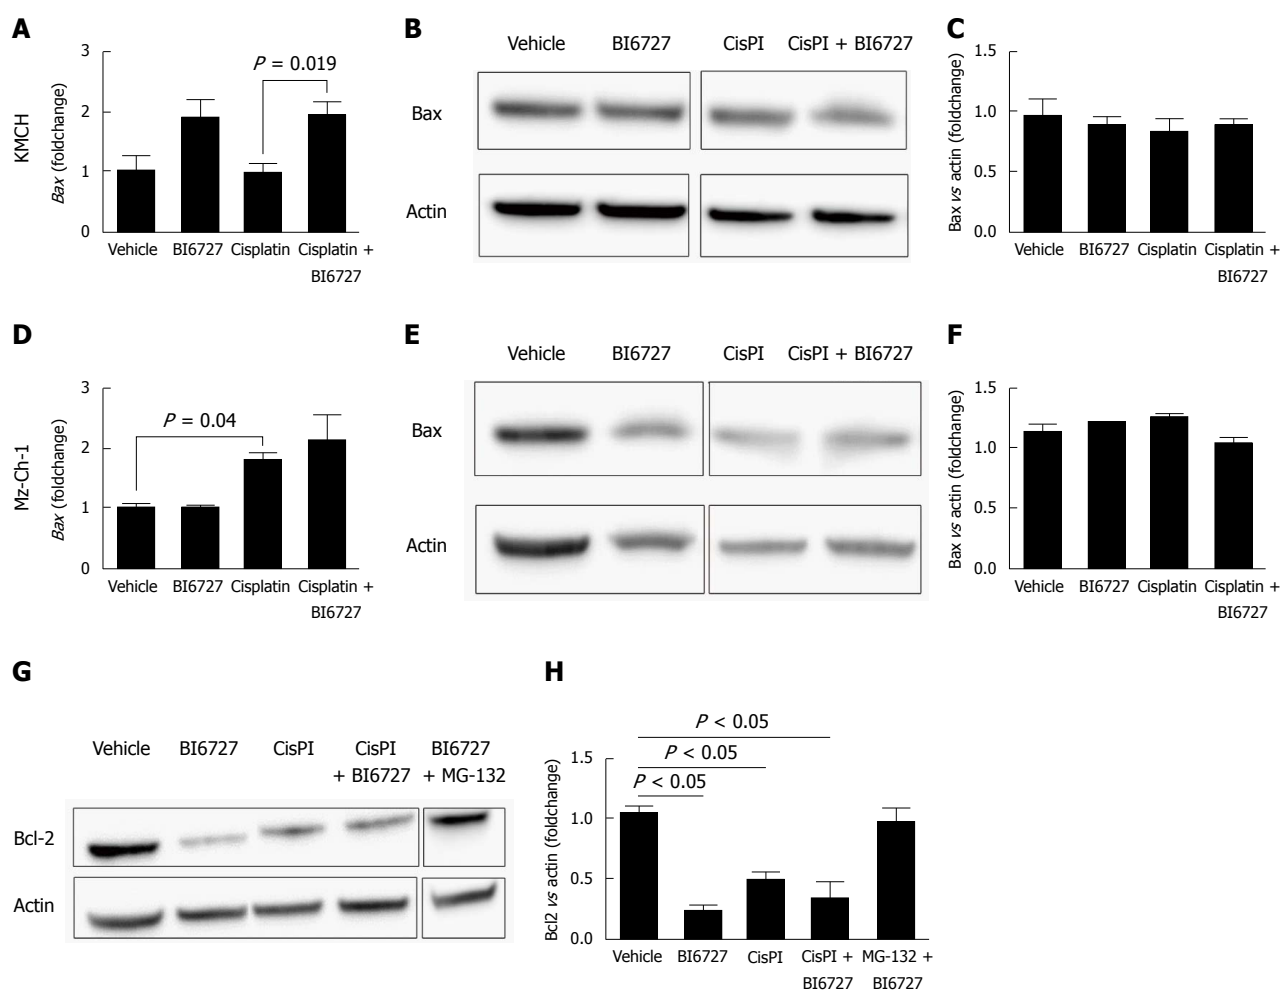 A
KMCH
Bax (foldchange)
3
2
1
0
P = 0.019
Vehicle BI6727 Cisplatin Cisplatin +
BI6727
B
Vehicle BI6727 CisPI CisPI + BI6727
Bax
Actin
C
Bax vs actin (foldchange)
1.5
1.0
0.5
0.0
Vehicle BI6727 Cisplatin Cisplatin +
BI6727
D
Mz-Ch-1
Bax (foldchange)
3
2
1
0
P = 0.04
Vehicle BI6727 Cisplatin Cisplatin +
BI6727
E
Vehicle BI6727 CisPI CisPI + BI6727
Bax
Actin
F
Bax vs actin (foldchange)
1.5
1.0
0.5
0.0
Vehicle BI6727 Cisplatin Cisplatin +
BI6727
G
Vehicle BI6727 CisPI CisPI BI6727
+ BI6727 + MG-132
Bcl-2
Actin
H
Bcl2 vs actin (foldchange)
1.5
1.0
0.5
0.0
P < 0.05
P < 0.05
P < 0.05
Vehicle BI6727 CisPI CisPI + MG-132 +
BI6727 BI6727